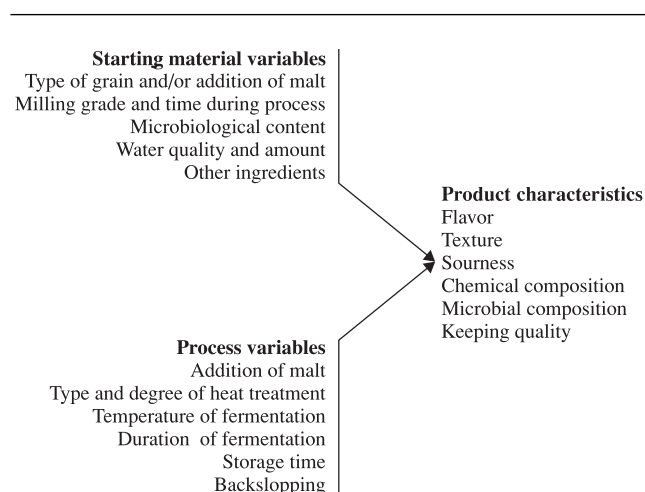 Starting material variables
Type of grain and/or addition of malt
Milling grade and time during process
Microbiological content
Water quality and amount
Other ingredients
Product characteristics
Flavor
Texture
Sourness
Chemical composition
Microbial composition
Keeping quality
Process variables
Addition of malt
Type and degree of heat treatment
Temperature of fermentation
Duration of fermentation
Storage time
Backslopping